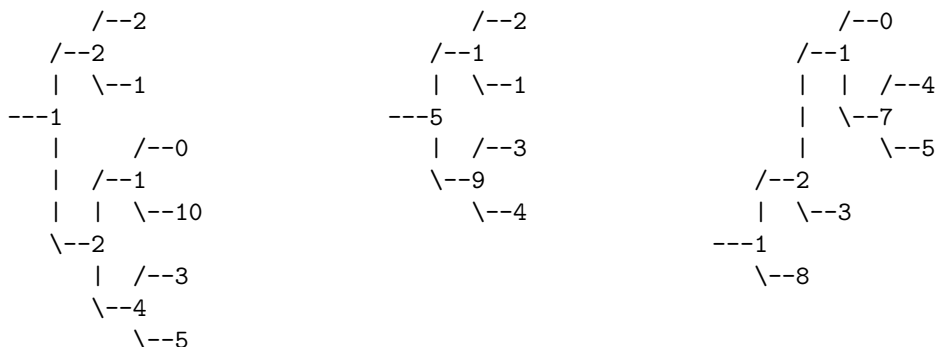 /--2                     /--2                     /--0
   /--2                     /--1                     /--1
   |  \--1                  |  \--1                  |  |  /--4
---1                     ---5                        |  \--7
   |     /--0               |  /--3                  |     \--5
   |  /--1                  \--9                  /--2
   |  |  \--10                 \--4               |  \--3
   \--2                                        ---1
      |  /--3                                     \--8
      \--4
         \--5